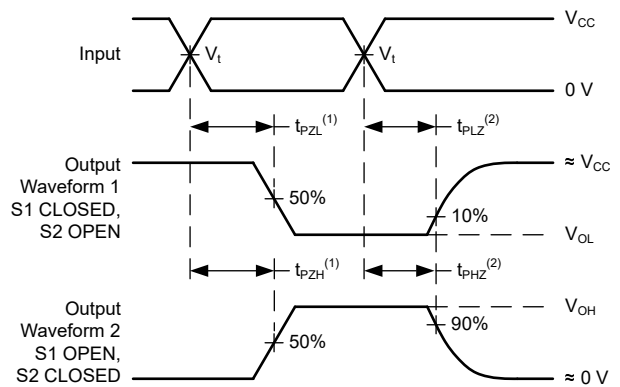 V_CC
Input
V_t
V_t
0 V
t_PZL^(1)
t_PLZ^(2)
Output
Waveform 1
S1 CLOSED,
S2 OPEN
≈ V_CC
50%
10%
V_OL
t_PZH^(1)
t_PHZ^(2)
Output
Waveform 2
S1 OPEN,
S2 CLOSED
V_OH
90%
50%
≈ 0 V